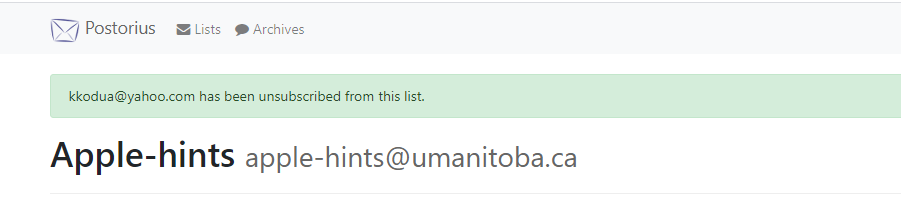 Postorius Lists Archives
kkodua@yahoo.com has been unsubscribed from this list.
Apple-hints apple-hints@umanitoba.ca